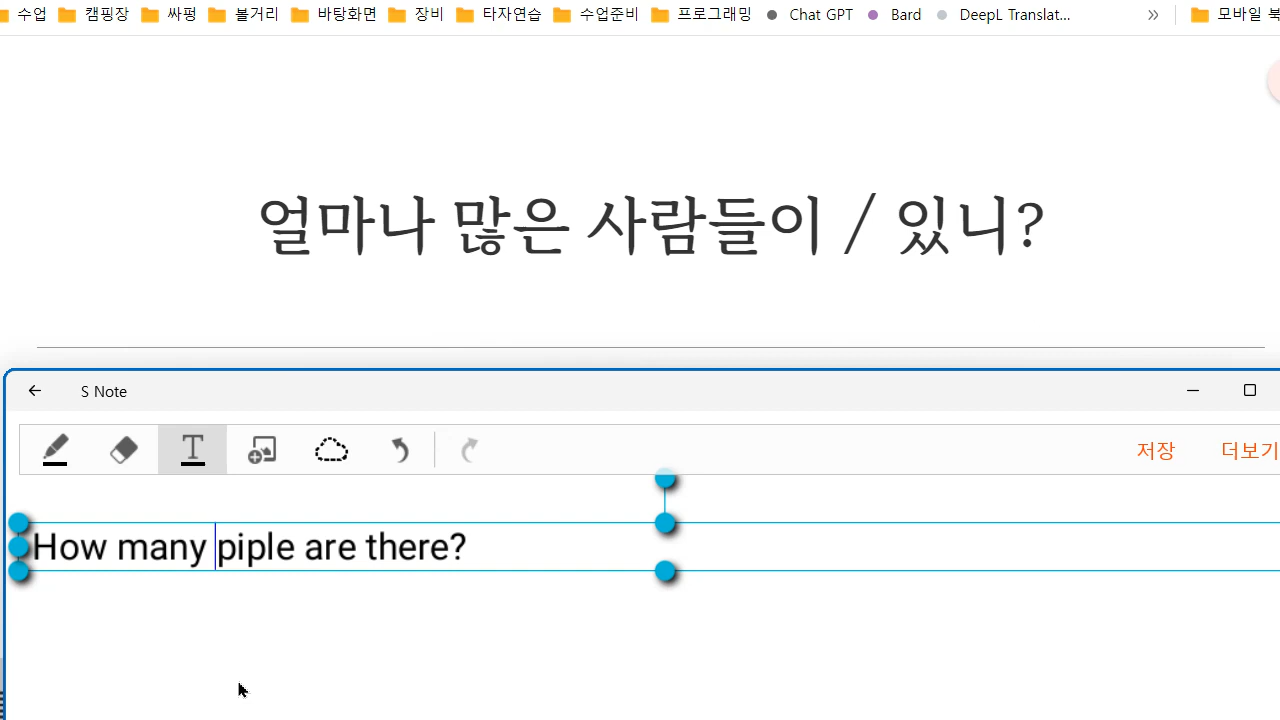 수업 캠핑장 싸펑 볼거리 바탕화면 장비 타자연습 수업준비 프로그래밍 Chat GPT Bard DeepL Translat... » 모바일 북
얼마나 많은 사람들이 / 있니?
S Note
저장 더보기
How many piple are there?